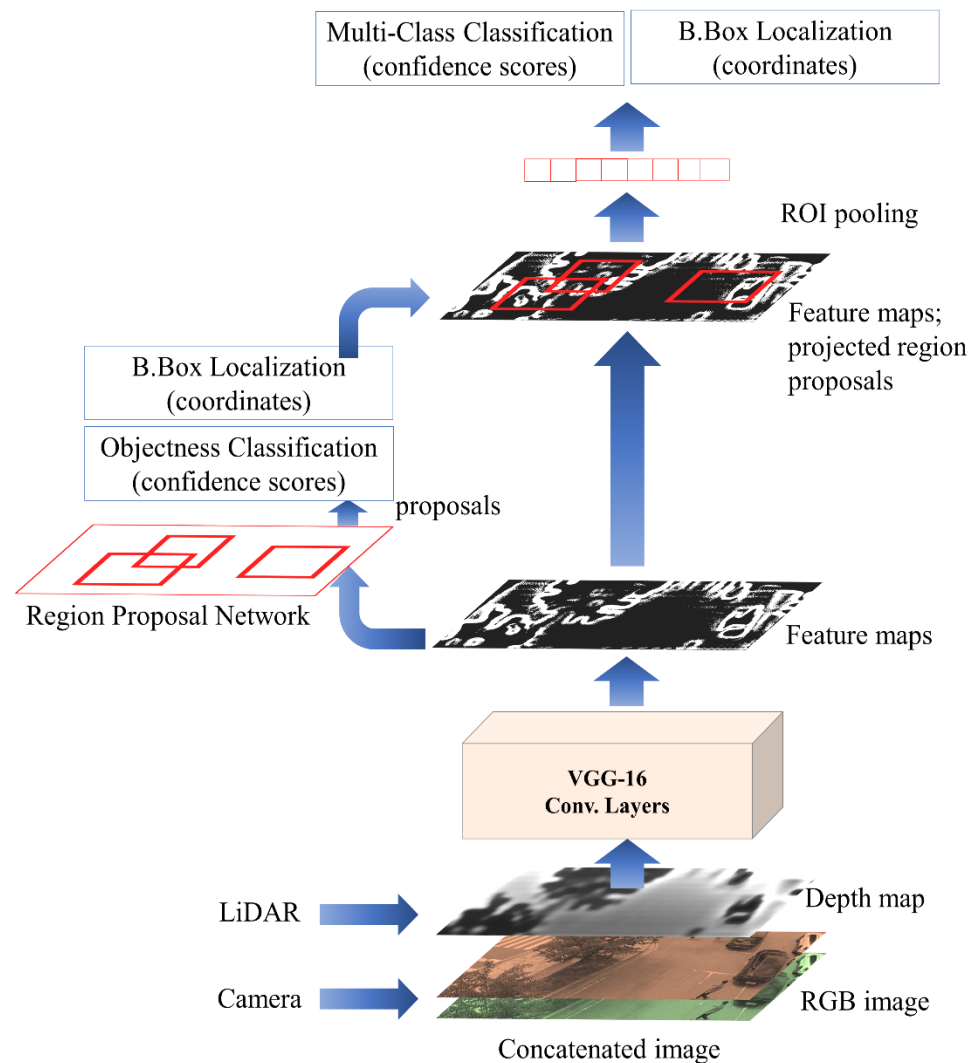 Multi-Class Classification
(confidence scores)
B.Box Localization
(coordinates)
ROI pooling
Feature maps;
projected region
proposals
B.Box Localization
(coordinates)
Objectness Classification
(confidence scores)
proposals
Region Proposal Network
Feature maps
VGG-16
Conv. Layers
LiDAR
Depth map
Camera
RGB image
Concatenated image